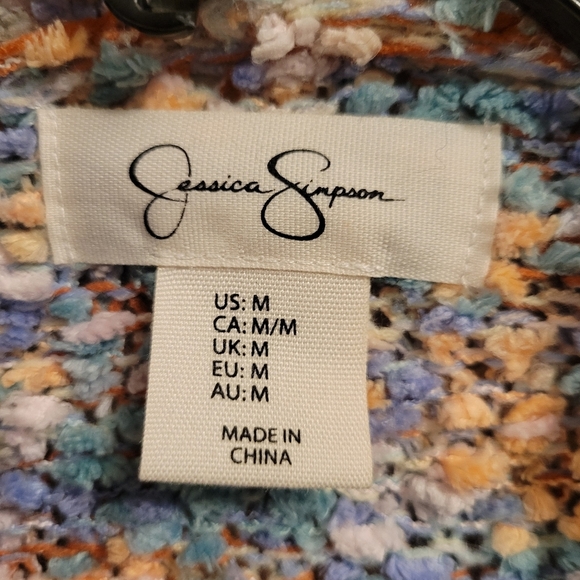 Jessica Simpson
US: M
CA: M/M
UK: M
EU: M
AU: M
MADE IN
CHINA